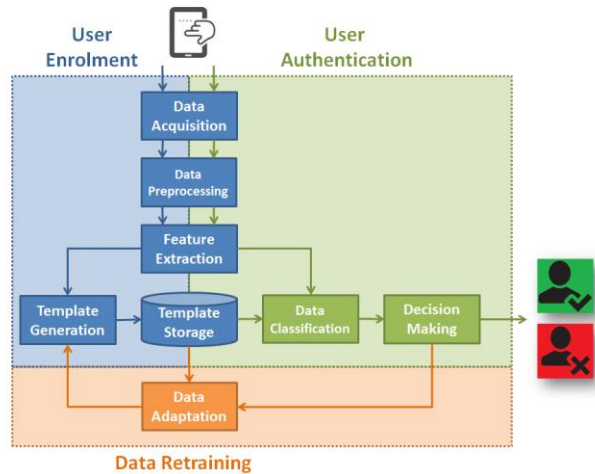 User
Enrolment
User
Authentication
Data
Acquisition
Data
Preprocessing
Feature
Extraction
Template
Generation
Template
Storage
Data
Classification
Decision
Making
Data
Adaptation
Data Retraining